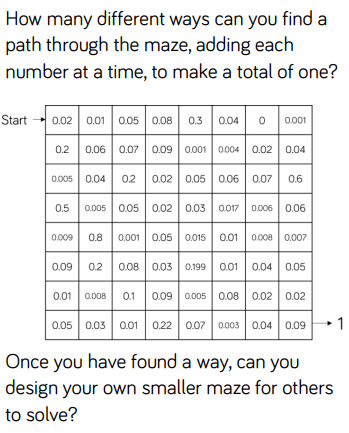 How many different ways can you find a
path through the maze, adding each
number at a time, to make a total of one?
Start 0.02 0.01 0.05 0.08 0.3 0.04 0 0.001
0.2 0.06 0.07 0.09 0.001 0.004 0.02 0.04
0.005 0.04 0.2 0.02 0.05 0.06 0.07 0.6
0.5 0.005 0.05 0.02 0.03 0.017 0.006 0.06
0.009 0.8 0.001 0.05 0.015 0.01 0.008 0.007
0.09 0.2 0.08 0.03 0.199 0.01 0.04 0.05
0.01 0.008 0.1 0.09 0.005 0.08 0.02 0.02
0.05 0.03 0.01 0.22 0.07 0.003 0.04 0.09 1
Once you have found a way, can you
design your own smaller maze for others
to solve?